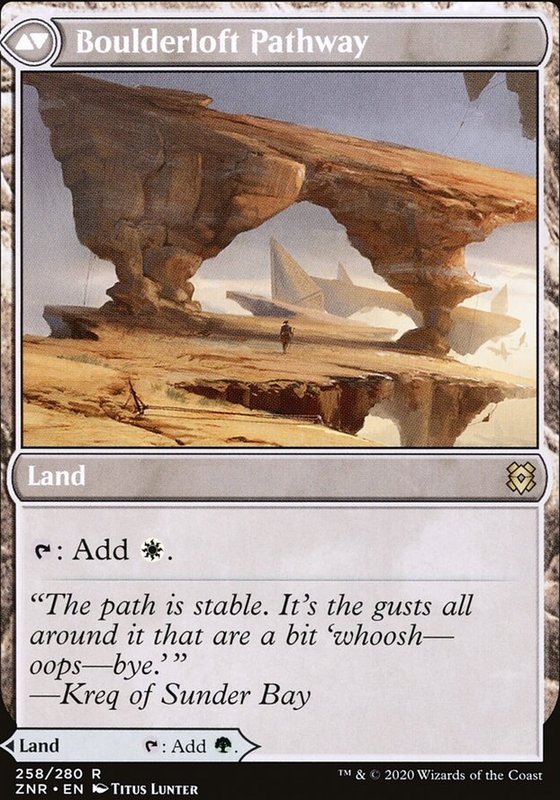 Boulderloft Pathway
Land
: Add .
“The path is stable. It’s the gusts all
around it that are a bit ‘whoosh—
oops—bye.’ ”
—Kreq of Sunder Bay
Land : Add .
258/280 R
ZNR • EN Titus Lunter
™ & © 2020 Wizards of the Coast